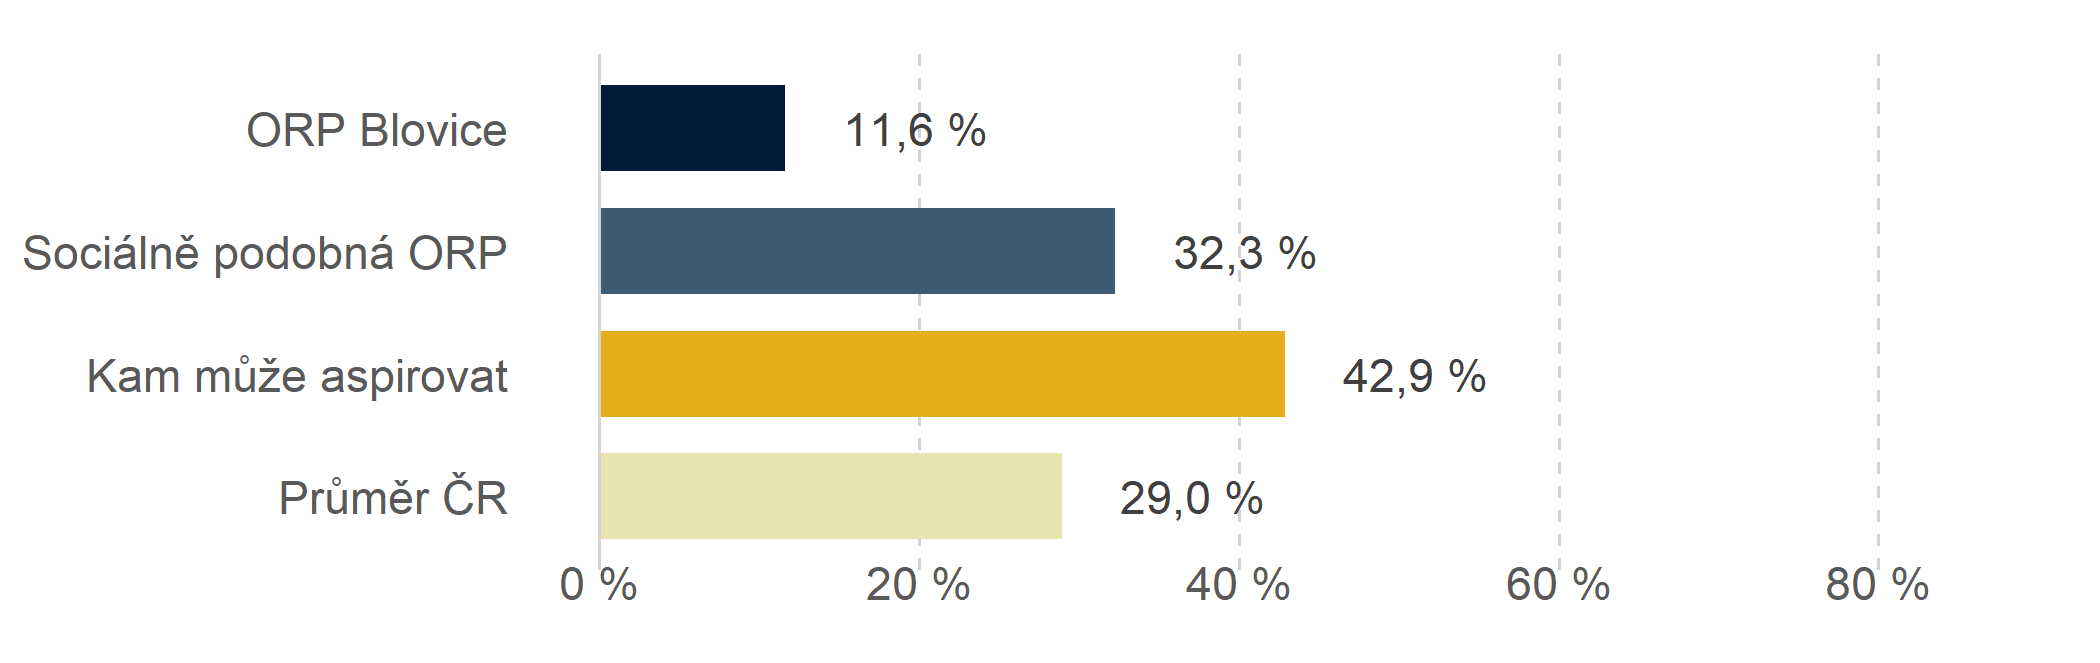 ORP Blovice 11,6 %
Sociálně podobná ORP 32,3 %
Kam může aspirovat 42,9 %
Průměr ČR 29,0 %
0 % 20 % 40 % 60 % 80 %